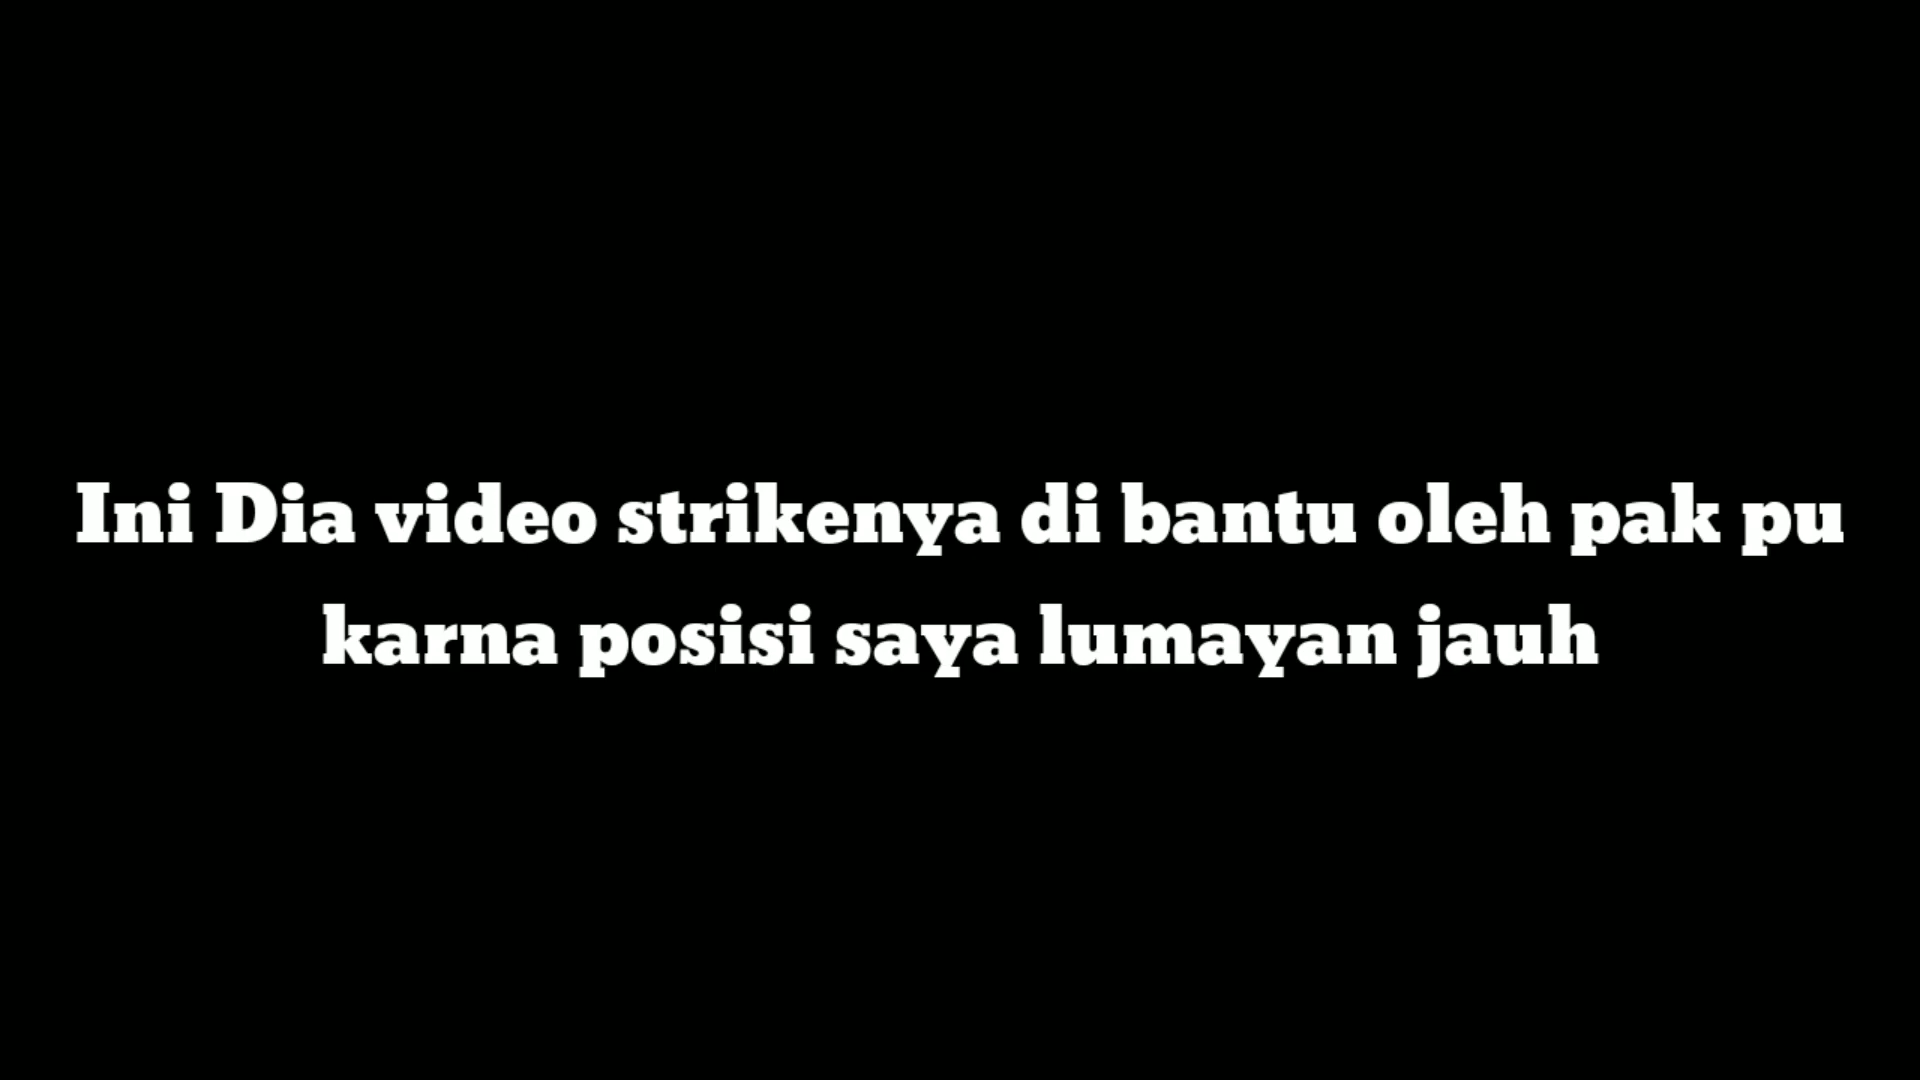 Ini Dia video strikenya di bantu oleh pak pu
karna posisi saya lumayan jauh